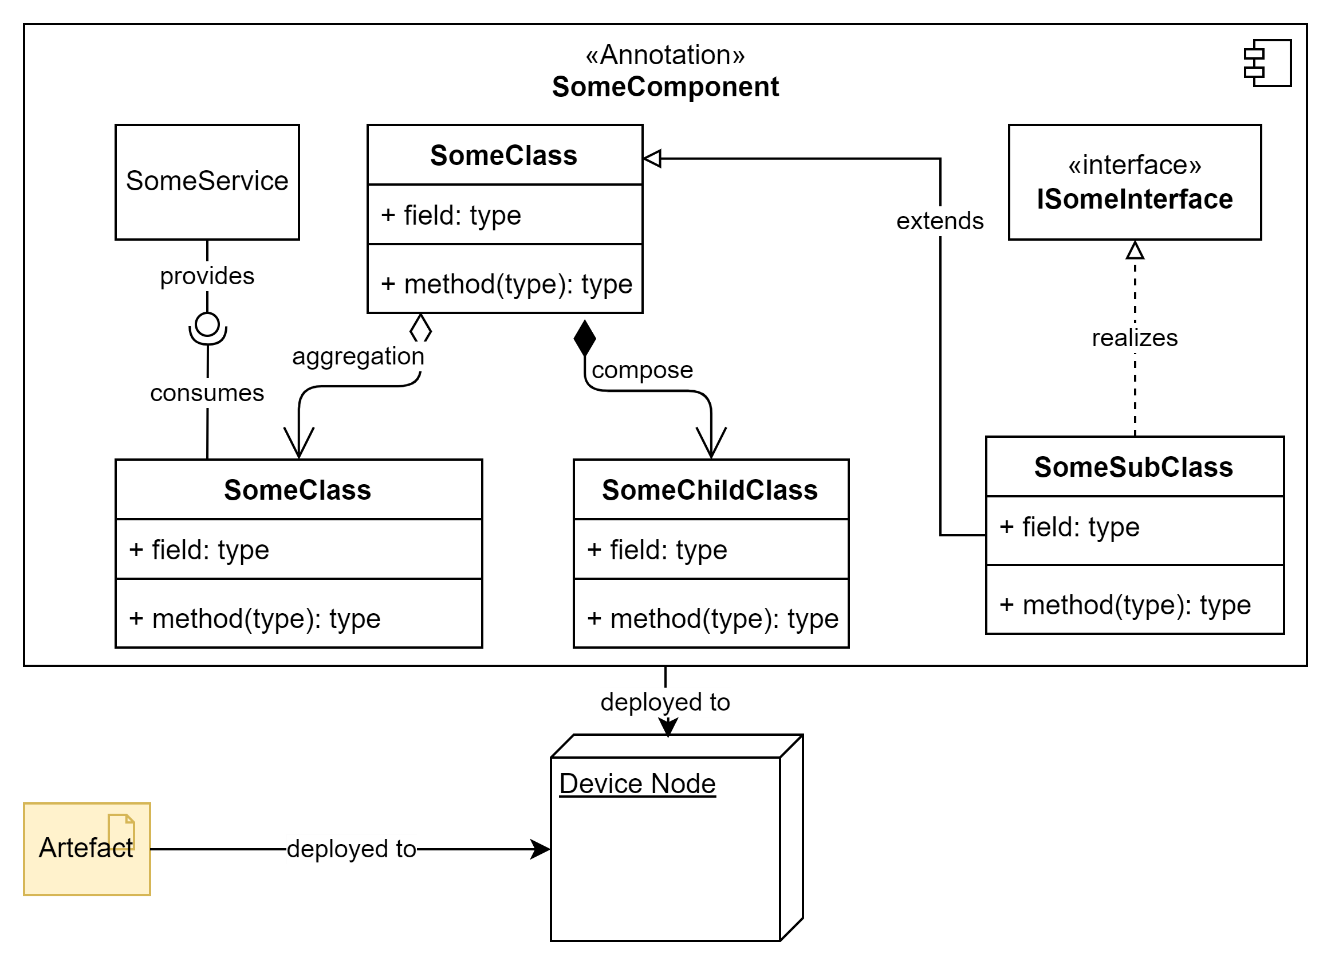 «Annotation»
SomeComponent
SomeService
SomeClass
+ field: type
+ method(type): type
extends
«interface»
ISomeInterface
provides
consumes
aggregation
compose
realizes
SomeClass
+ field: type
+ method(type): type
SomeChildClass
+ field: type
+ method(type): type
SomeSubClass
+ field: type
+ method(type): type
deployed to
Device Node
Artefact
deployed to